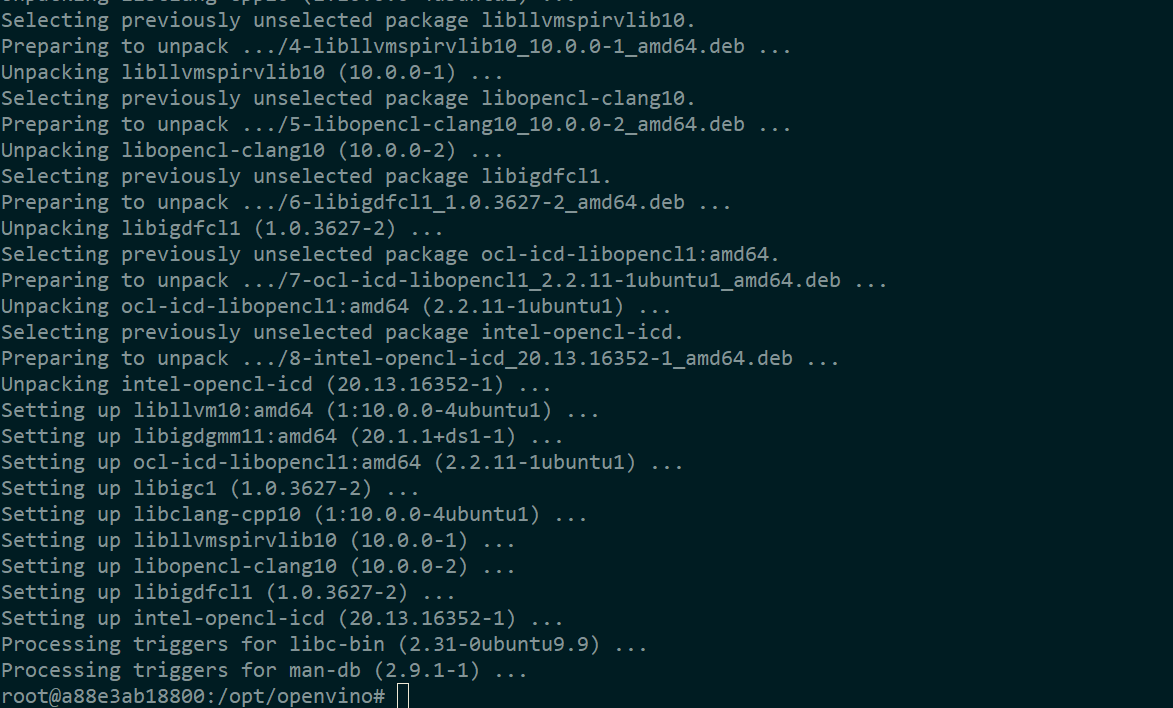 Selecting previously unselected package libllvmspirvlib10.
Preparing to unpack .../4-libllvmspirvlib10_10.0.0-1_amd64.deb ...
Unpacking libllvmspirvlib10 (10.0.0-1) ...
Selecting previously unselected package libopencl-clang10.
Preparing to unpack .../5-libopencl-clang10_10.0.0-2_amd64.deb ...
Unpacking libopencl-clang10 (10.0.0-2) ...
Selecting previously unselected package libigdfcl1.
Preparing to unpack .../6-libigdfcl1_1.0.3627-2_amd64.deb ...
Unpacking libigdfcl1 (1.0.3627-2) ...
Selecting previously unselected package ocl-icd-libopencl1:amd64.
Preparing to unpack .../7-ocl-icd-libopencl1_2.2.11-1ubuntu1_amd64.deb ...
Unpacking ocl-icd-libopencl1:amd64 (2.2.11-1ubuntu1) ...
Selecting previously unselected package intel-opencl-icd.
Preparing to unpack .../8-intel-opencl-icd_20.13.16352-1_amd64.deb ...
Unpacking intel-opencl-icd (20.13.16352-1) ...
Setting up libllvm10:amd64 (1:10.0.0-4ubuntu1) ...
Setting up libigdgmm11:amd64 (20.1.1+ds1-1) ...
Setting up ocl-icd-libopencl1:amd64 (2.2.11-1ubuntu1) ...
Setting up libigc1 (1.0.3627-2) ...
Setting up libclang-cpp10 (1:10.0.0-4ubuntu1) ...
Setting up libllvmspirvlib10 (10.0.0-1) ...
Setting up libopencl-clang10 (10.0.0-2) ...
Setting up libigdfcl1 (1.0.3627-2) ...
Setting up intel-opencl-icd (20.13.16352-1) ...
Processing triggers for libc-bin (2.31-0ubuntu9.9) ...
Processing triggers for man-db (2.9.1-1) ...
root@a88e3ab18800:/opt/openvino#